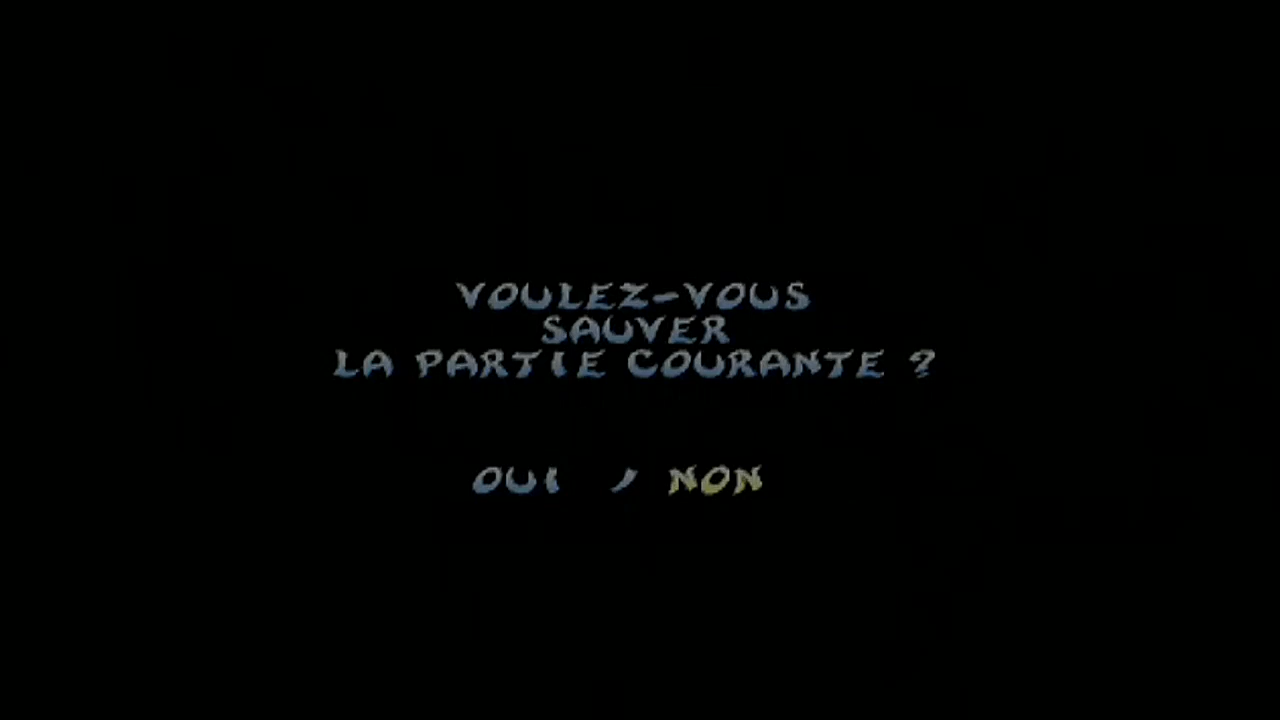 VOULEZ-VOUS
SAUVER
LA PARTIE COURANTE ?
OUI / NON